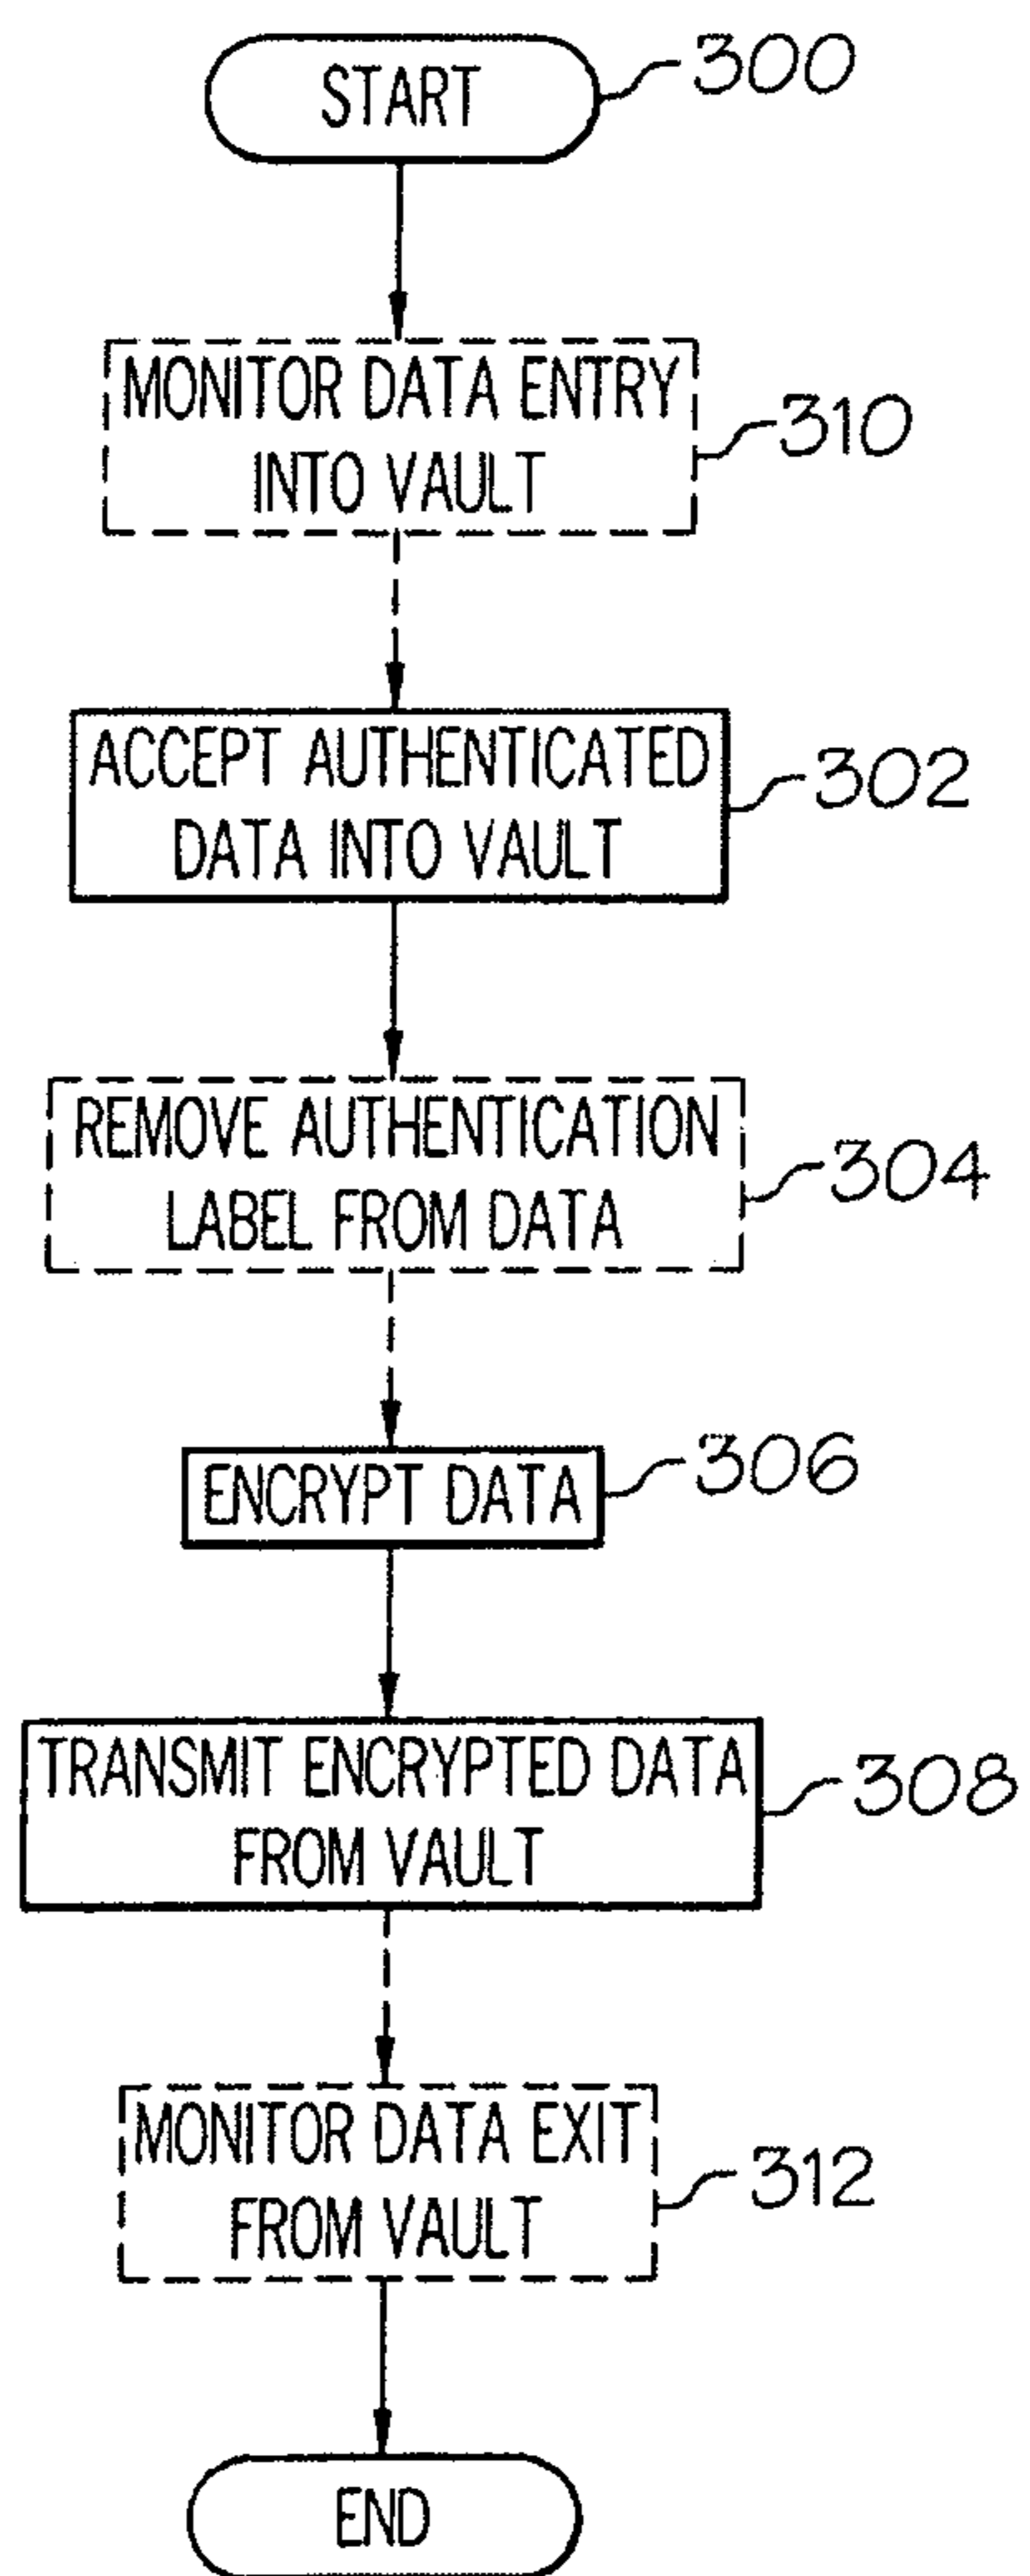 START
300
MONITOR DATA ENTRY
INTO VAULT
310
ACCEPT AUTHENTICATED
DATA INTO VAULT
302
REMOVE AUTHENTICATION
LABEL FROM DATA
304
ENCRYPT DATA
306
TRANSMIT ENCRYPTED DATA
FROM VAULT
308
MONITOR DATA EXIT
FROM VAULT
312
END